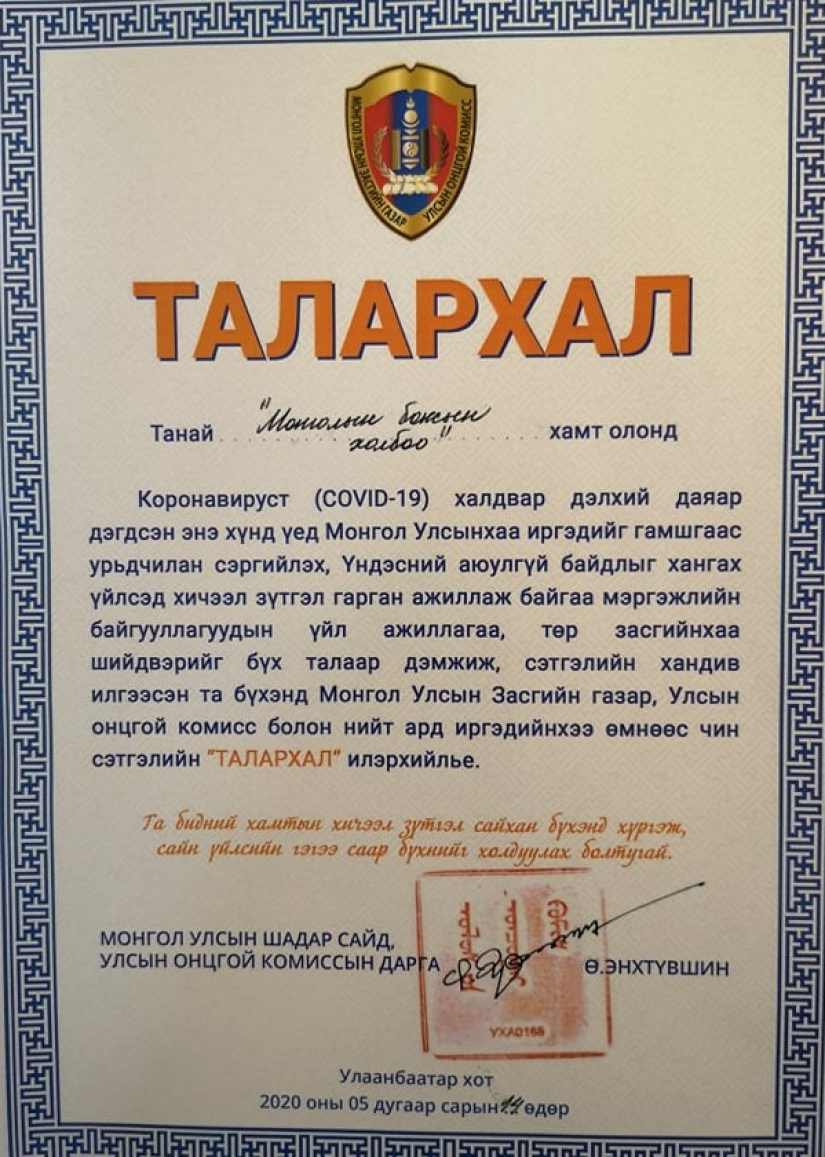 МОНГОЛ УЛСЫН ЗАСГИЙН ГАЗАР
УЛСЫН ОНЦГОЙ КОМИСС
ТАЛАРХАЛ
Танай "Монголын боксын холбоо" хамт олонд
Коронавируст (COVID-19) халдвар дэлхий даяар
дэгдсэн энэ хүнд үед Монгол Улсынхаа иргэдийг гамшгаас
урьдчилан сэргийлэх, Үндэсний аюулгүй байдлыг хангах
үйлсэд хичээл зүтгэл гарган ажиллаж байгаа мэргэжлийн
байгууллагуудын үйл ажиллагаа, төр засгийнхаа
шийдвэрийг бүх талаар дэмжиж, сэтгэлийн хандив
илгээсэн та бүхэнд Монгол Улсын Засгийн газар, Улсын
онцгой комисс болон нийт ард иргэдийнхээ өмнөөс чин
сэтгэлийн "ТАЛАРХАЛ" илэрхийлье.
Та бидний хамтын хичээл зүтгэл сайхан бүхэнд хүргэж,
сайн үйлсийн гэгээ саар бүхнийг холдуулах болтугай.
МОНГОЛ УЛСЫН ШАДАР САЙД,
УЛСЫН ОНЦГОЙ КОМИССЫН ДАРГА Ө.ЭНХТҮВШИН
УХА0168
Улаанбаатар хот
2020 оны 05 дугаар сарын өдөр